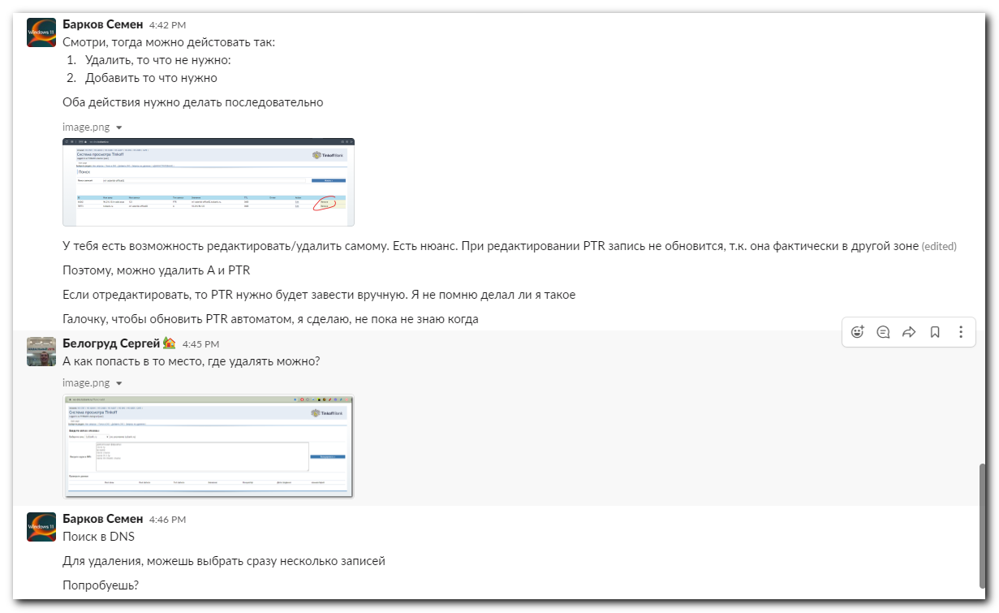 Windows 11
Барков Семен 4:42 PM
Смотри, тогда можно дейстовать так:
1. Удалить, то что не нужно:
2. Добавить то что нужно
Оба действия нужно делать последовательно
image.png
Система просмотра Tinkoff
Tinkoff Bank
Поиск
У тебя есть возможность редактировать/удалить самому. Есть нюанс. При редактировании PTR запись не обновится, т.к. она фактически в другой зоне (edited)
Поэтому, можно удалить А и PTR
Если отредактировать, то PTR нужно будет завести вручную. Я не помню делал ли я такое
Галочку, чтобы обновить PTR автоматом, я сделаю, не пока не знаю когда
Белогруд Сергей 4:45 PM
А как попасть в то место, где удалять можно?
image.png
Система просмотра Tinkoff
Tinkoff Bank
Windows 11
Барков Семен 4:46 PM
Поиск в DNS
Для удаления, можешь выбрать сразу несколько записей
Попробуешь?